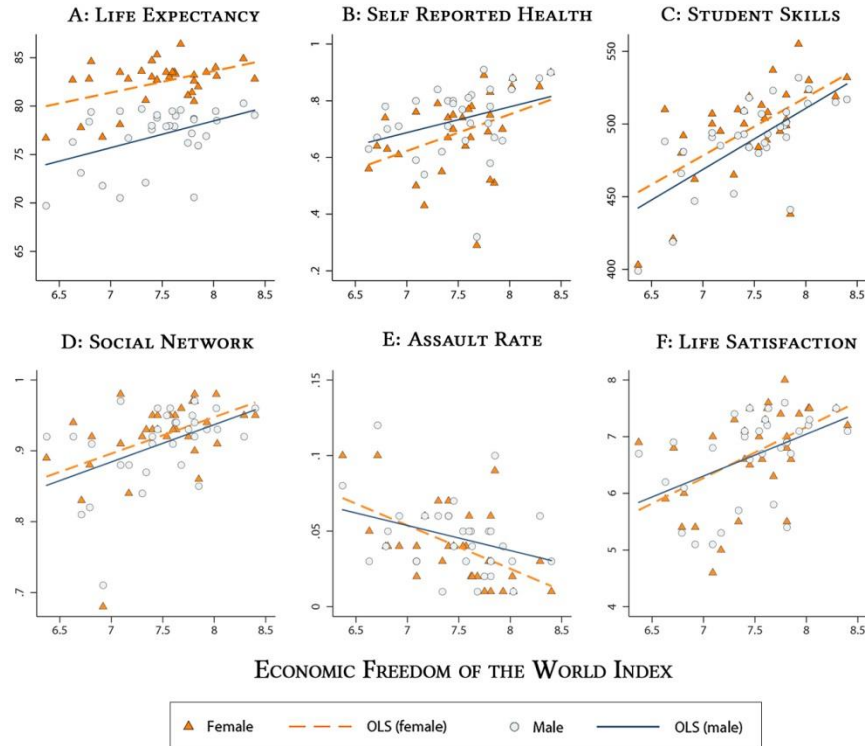 A: Life Expectancy
B: Self Reported Health
C: Student Skills
85
80
75
70
65
6.5 7 7.5 8 8.5
1
.8
.6
.4
.2
6.5 7 7.5 8 8.5
550
500
450
400
6.5 7 7.5 8 8.5
D: Social Network
E: Assault Rate
F: Life Satisfaction
1
.9
.8
.7
6.5 7 7.5 8 8.5
.15
.1
.05
0
6.5 7 7.5 8 8.5
8
7
6
5
4
6.5 7 7.5 8 8.5
Economic Freedom of the World Index
Female OLS (female) Male OLS (male)